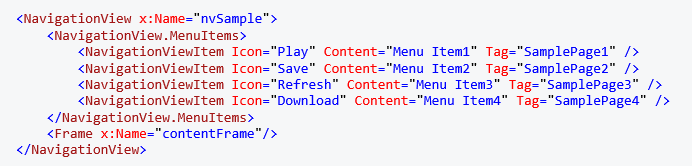 <NavigationView x:Name="nvSample">
    <NavigationView.MenuItems>
        <NavigationViewItem Icon="Play" Content="Menu Item1" Tag="SamplePage1" />
        <NavigationViewItem Icon="Save" Content="Menu Item2" Tag="SamplePage2" />
        <NavigationViewItem Icon="Refresh" Content="Menu Item3" Tag="SamplePage3" />
        <NavigationViewItem Icon="Download" Content="Menu Item4" Tag="SamplePage4" />
    </NavigationView.MenuItems>
    <Frame x:Name="contentFrame"/>
</NavigationView>